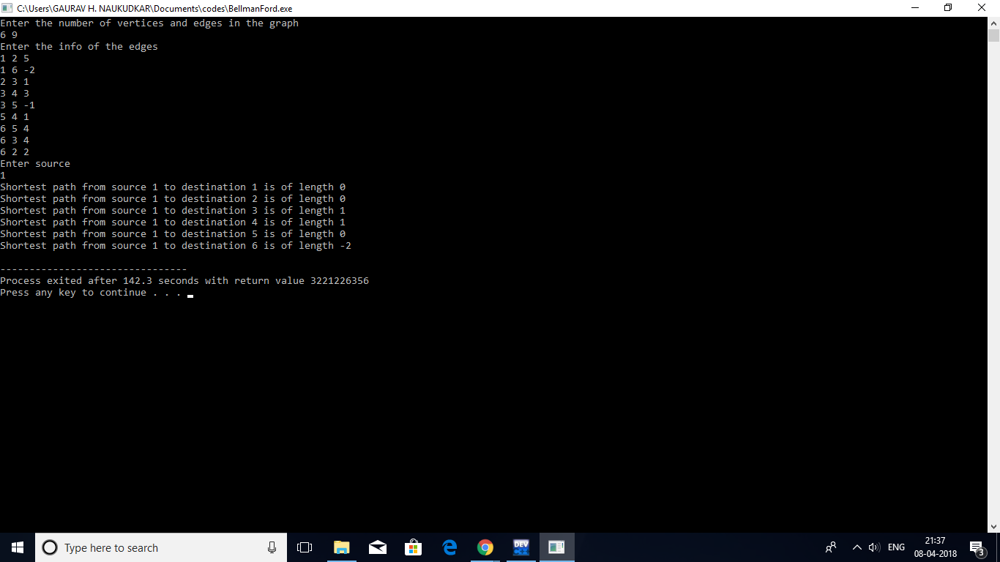 C:\Users\GAURAV H. NAUKUDKAR\Documents\codes\BellmanFord.exe
Enter the number of vertices and edges in the graph
6 9
Enter the info of the edges
1 2 5
1 6 -2
2 3 1
3 4 3
3 5 -1
5 4 1
6 5 4
6 3 4
6 2 2
Enter source
1
Shortest path from source 1 to destination 1 is of length 0
Shortest path from source 1 to destination 2 is of length 0
Shortest path from source 1 to destination 3 is of length 1
Shortest path from source 1 to destination 4 is of length 1
Shortest path from source 1 to destination 5 is of length 0
Shortest path from source 1 to destination 6 is of length -2
--------------------------------
Process exited after 142.3 seconds with return value 3221226356
Press any key to continue . . .
Type here to search
DEV
ENG
21:37
08-04-2018
3